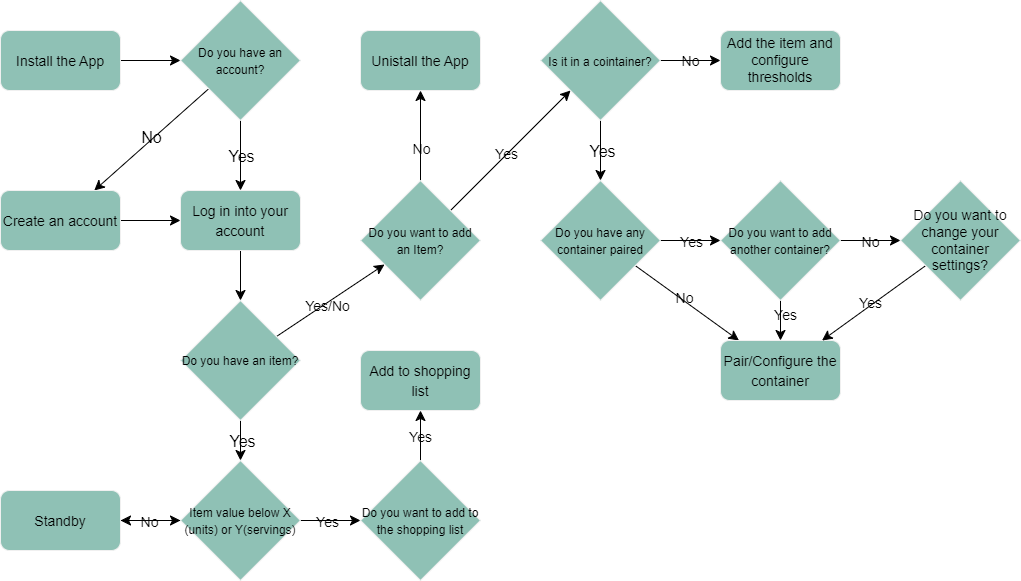 Install the App
Do you have an
account?
No
Yes
Create an account
Log in into your
account
Do you have an item?
Yes/No
Yes
Standby
No
Item value below X
(units) or Y(servings)
Yes
Do you want to add to
the shopping list
Yes
Add to shopping
list
Unistall the App
No
Do you want to add
an Item?
Yes
Is it in a cointainer?
No
Add the item and
configure
thresholds
Yes
Do you have any
container paired
Yes
No
Do you want to add
another container?
No
Yes
Do you want to
change your
container
settings?
Yes
Pair/Configure the
container